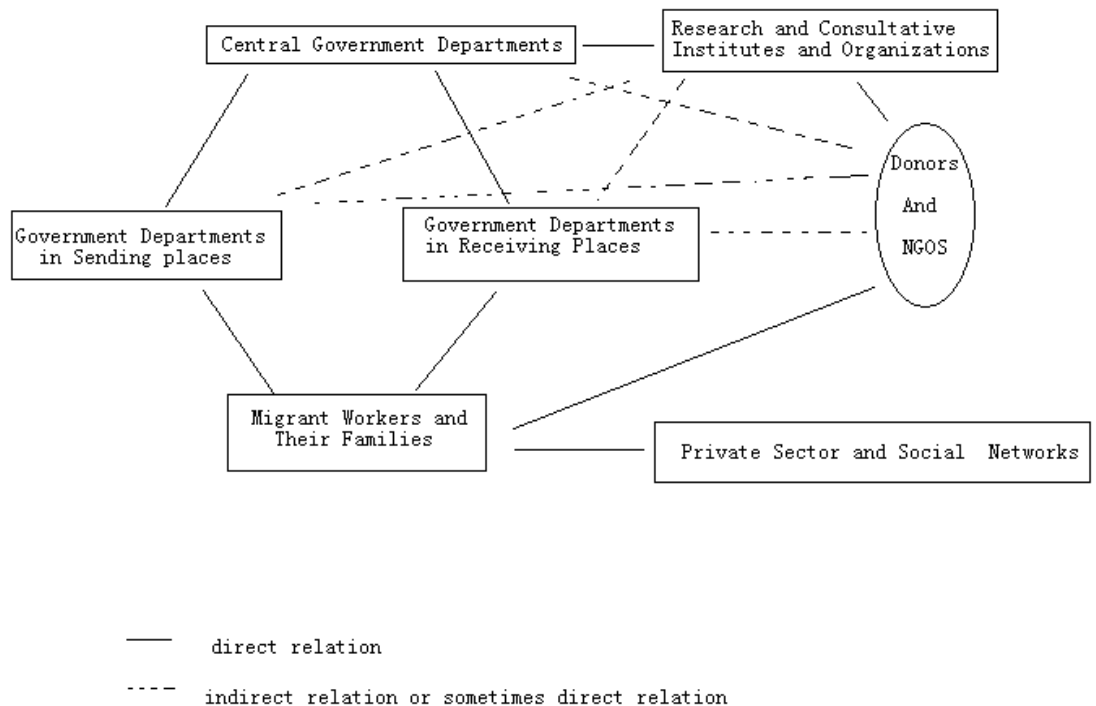 Central Government Departments
Research and Consultative
Institutes and Organizations
Donors
And
NGOS
Government Departments
in Sending places
Government Departments
in Receiving Places
Migrant Workers and
Their Families
Private Sector and Social Networks
direct relation
indirect relation or sometimes direct relation